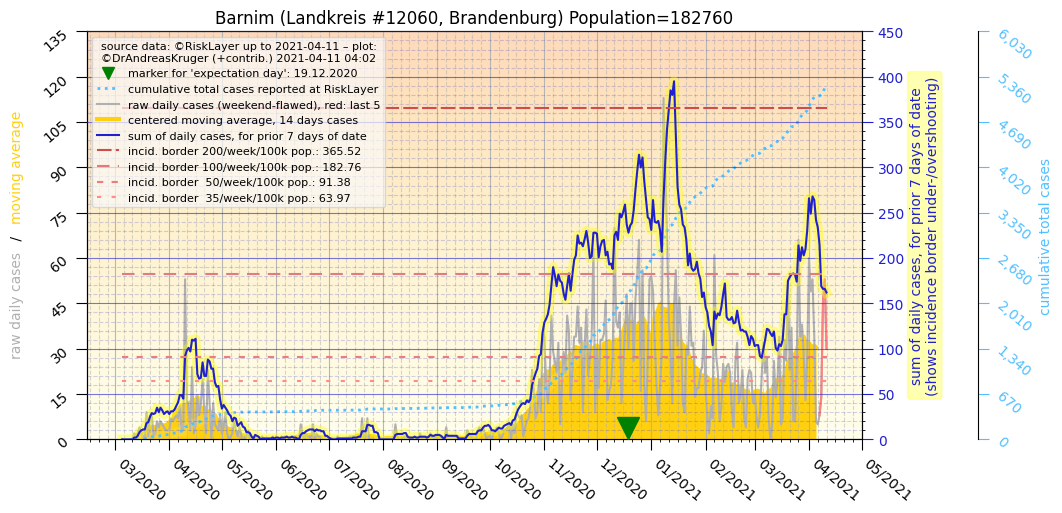 Barnim (Landkreis #12060, Brandenburg) Population=182760
source data: ©RiskLayer up to 2021-04-11 – plot:
©DrAndreasKruger (+contrib.) 2021-04-11 04:02
marker for 'expectation day': 19.12.2020
cumulative total cases reported at RiskLayer
raw daily cases (weekend-flawed), red: last 5
centered moving average, 14 days cases
sum of daily cases, for prior 7 days of date
incid. border 200/week/100k pop.: 365.52
incid. border 100/week/100k pop.: 182.76
incid. border  50/week/100k pop.: 91.38
incid. border  35/week/100k pop.: 63.97
raw daily cases  /  moving average
135
120
105
90
75
60
45
30
15
0
03/2020
04/2020
05/2020
06/2020
07/2020
08/2020
09/2020
10/2020
11/2020
12/2020
01/2021
02/2021
03/2021
04/2021
05/2021
450
400
350
300
250
200
150
100
50
0
sum of daily cases, for prior 7 days of date
(shows incidence border under-/overshooting)
6,030
5,360
4,690
4,020
3,350
2,680
2,010
1,340
670
0
cumulative total cases